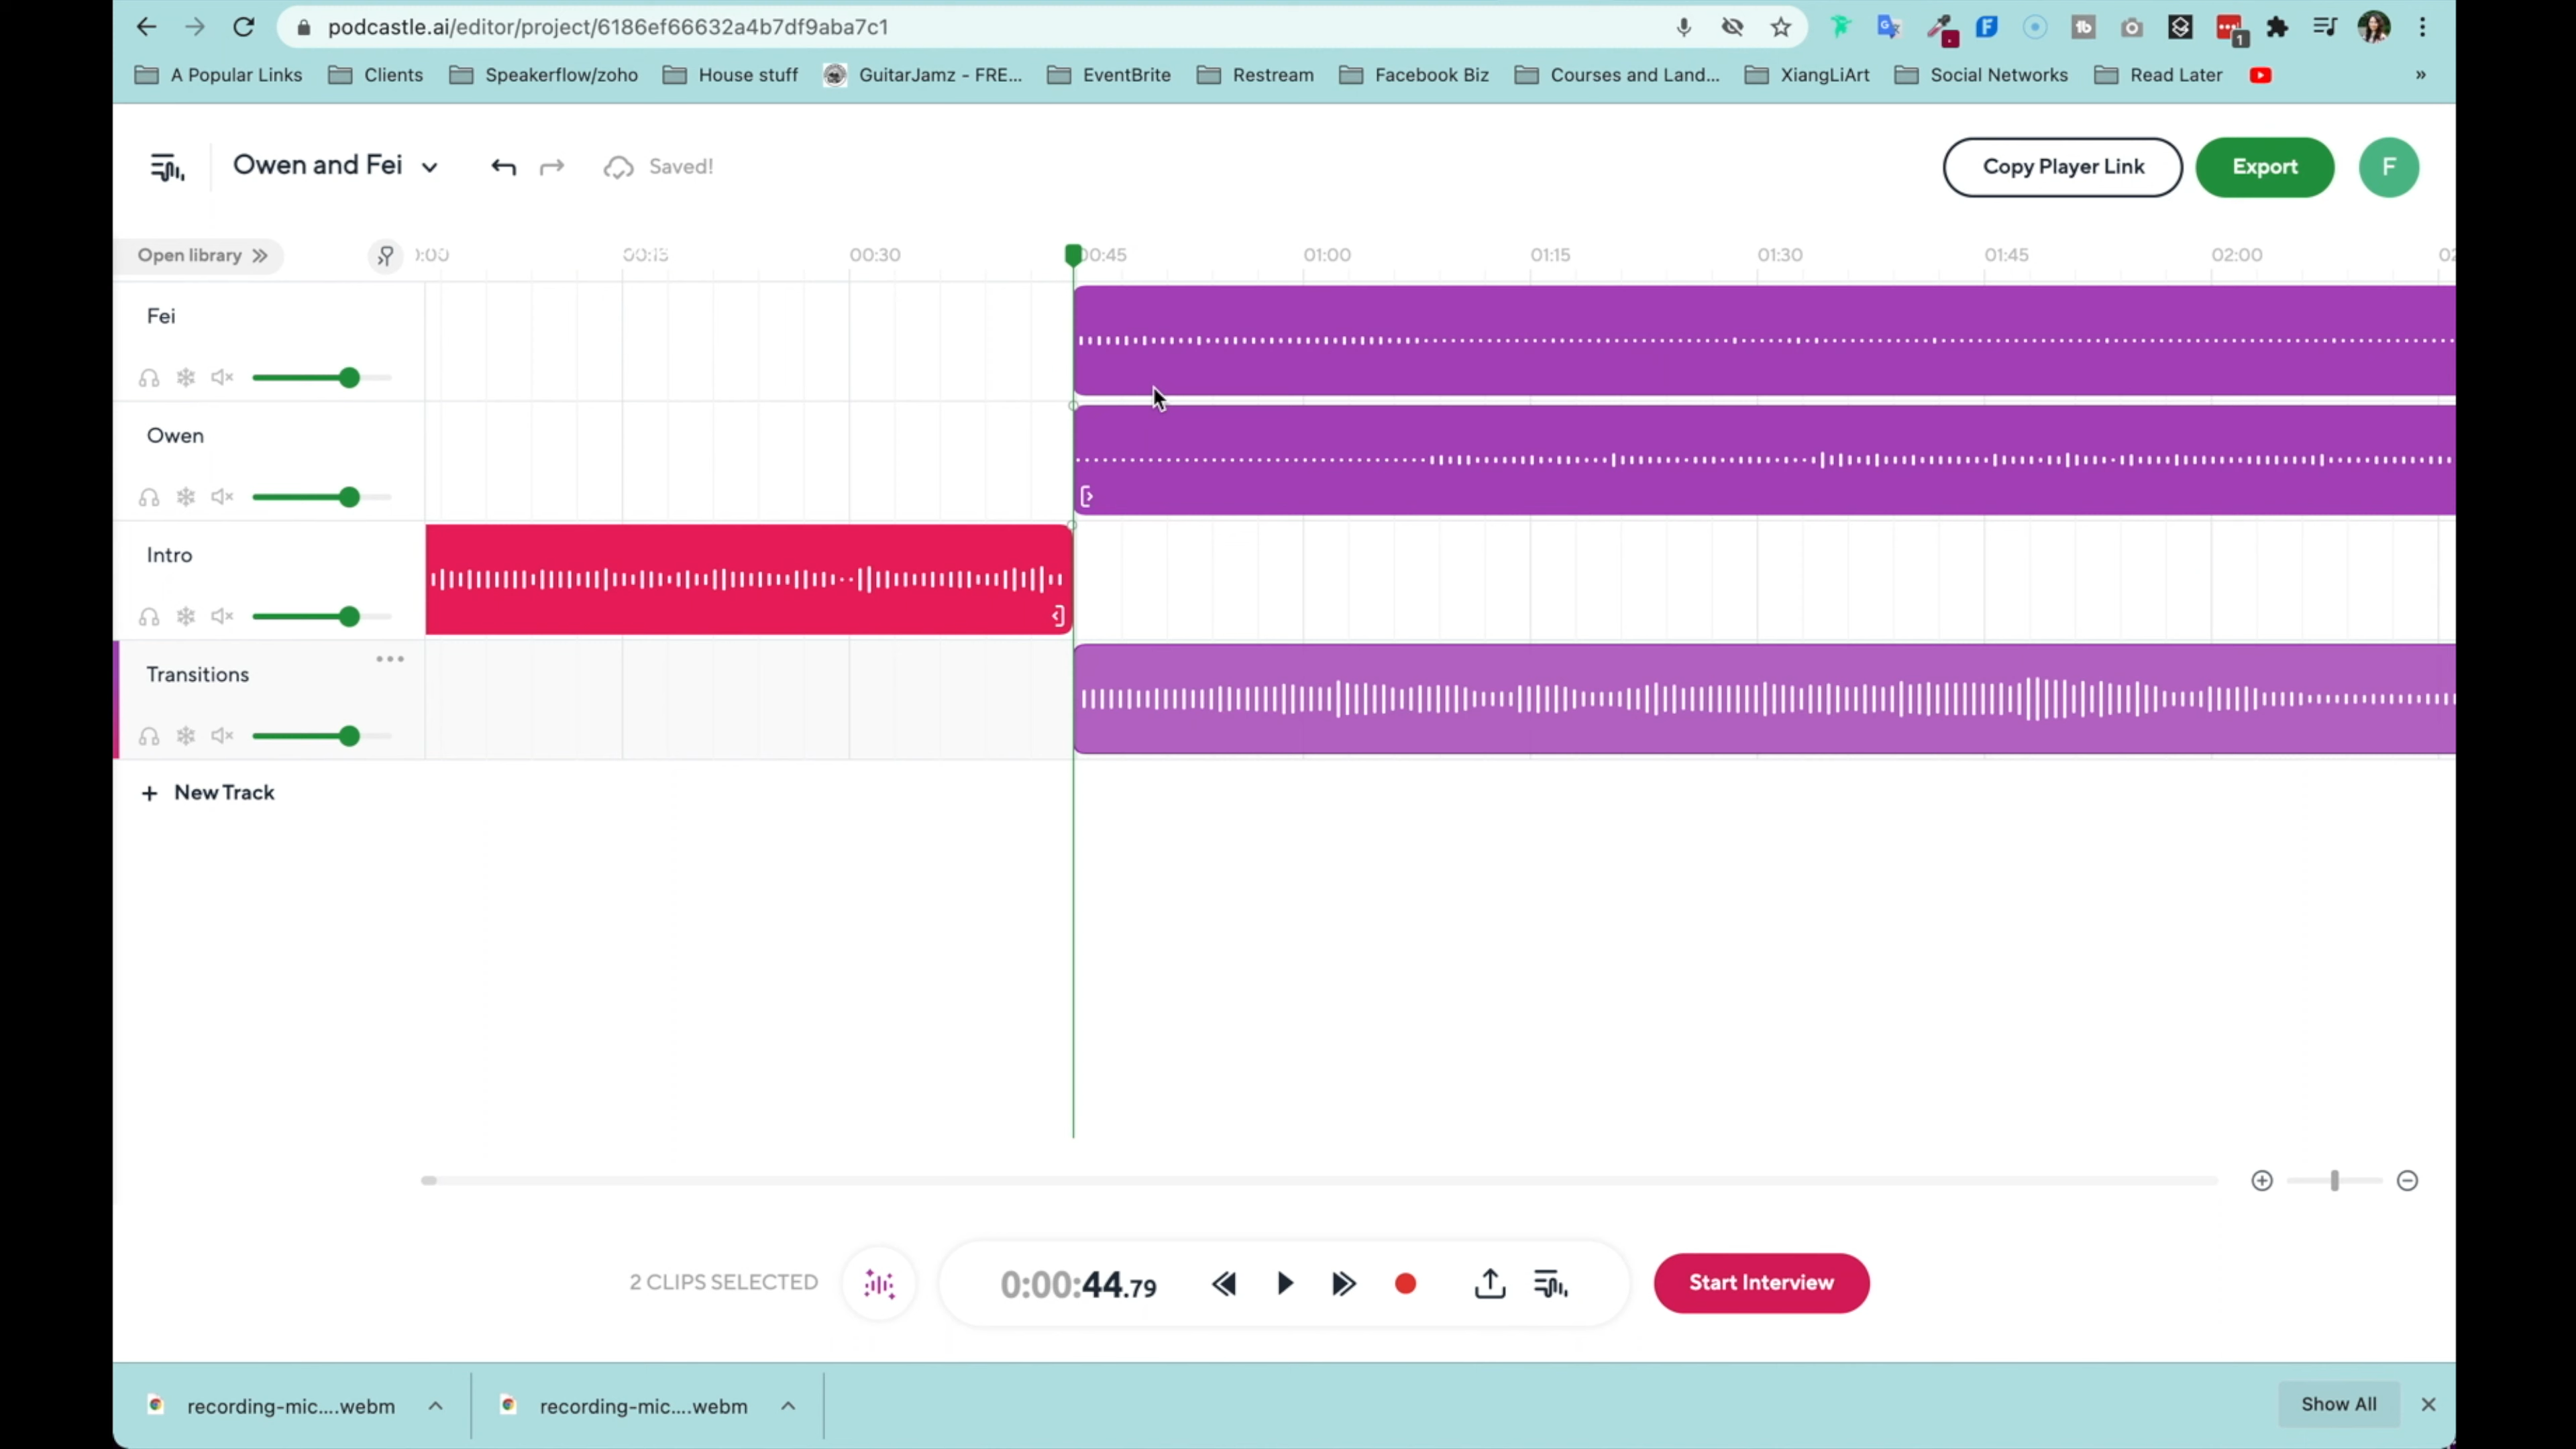 podcastle.ai/editor/project/6186ef66632a4b7df9aba7c1
1
A Popular Links Clients Speakerflow/zoho House stuff GuitarJamz - FRE... EventBrite Restream Facebook Biz Courses and Land... XiangLiArt Social Networks Read Later »
Owen and Fei Saved! Copy Player Link Export F
Open library 00:15 00:30 00:45 01:00 01:15 01:30 01:45 02:00
Fei
Owen
Intro
Transitions
+ New Track
2 CLIPS SELECTED 0:00:44.79 Start Interview
recording-mic....webm recording-mic....webm Show All